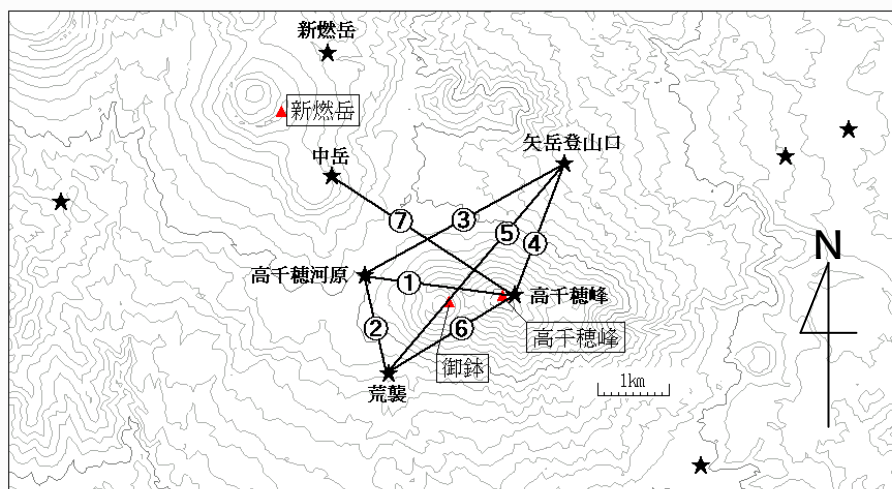 新燃岳
新燃岳
中岳
矢岳登山口
⑦
③
⑤
④
N
高千穂河原
①
高千穂峰
②
⑥
高千穂峰
御鉢
荒襲
1km